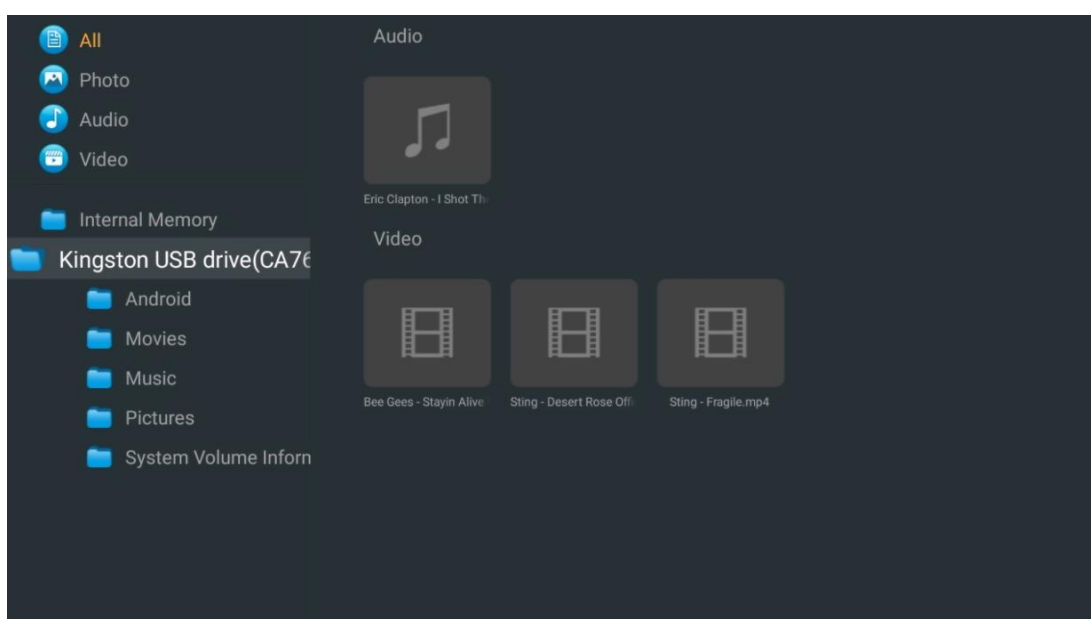 All
Photo
Audio
Video
Internal Memory
Kingston USB drive(CA76
Android
Movies
Music
Pictures
System Volume Inforn
Audio
Eric Clapton - I Shot Th
Video
Bee Gees - Stayin Alive
Sting - Desert Rose Offi
Sting - Fragile.mp4